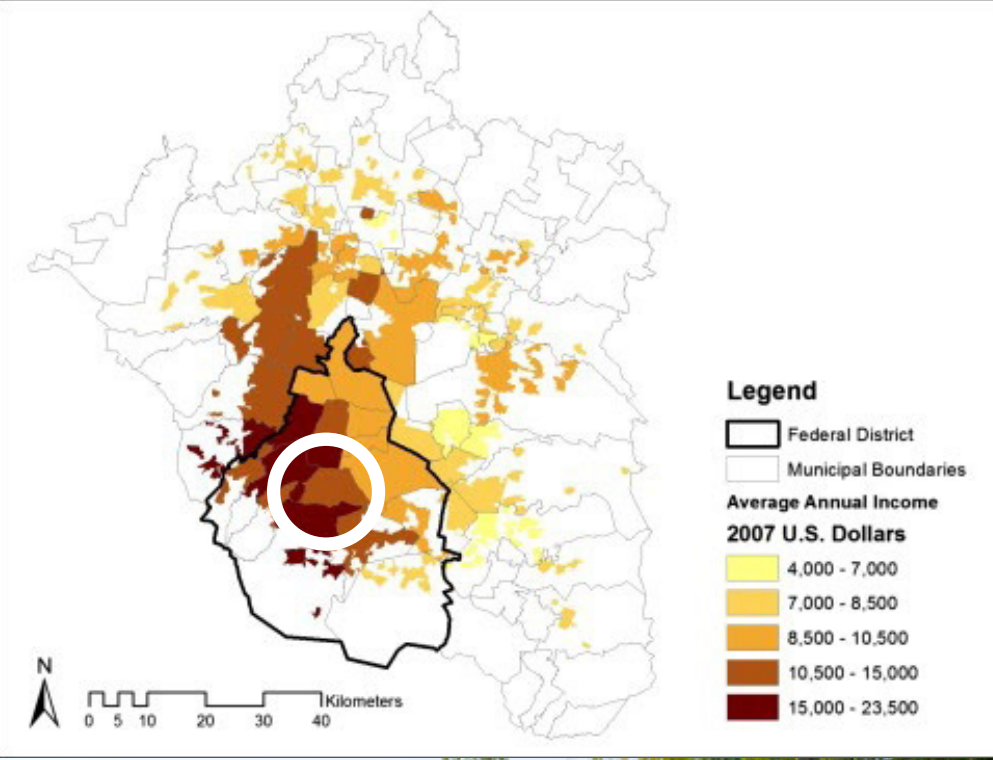 Legend
Federal District
Municipal Boundaries
Average Annual Income
2007 U.S. Dollars
4,000 - 7,000
7,000 - 8,500
8,500 - 10,500
10,500 - 15,000
15,000 - 23,500
N
Kilometers
0 5 10 20 30 40